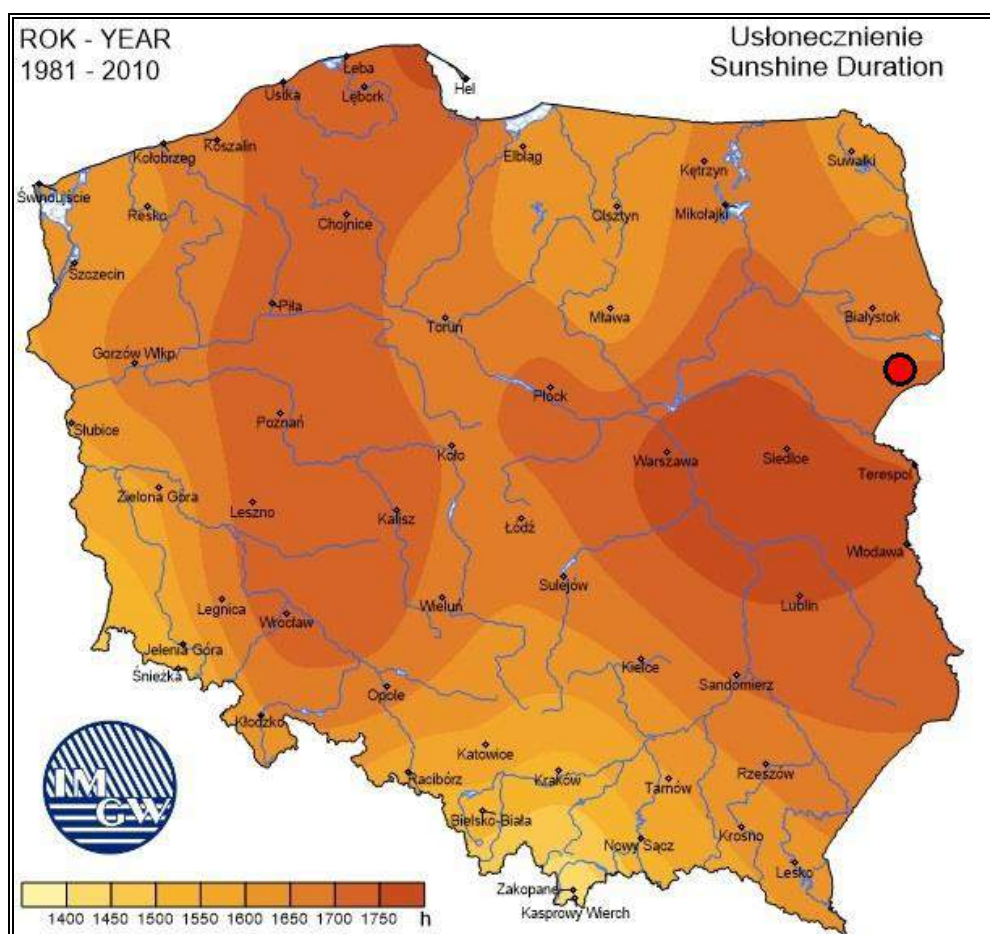 ROK - YEAR
1981 - 2010
Usłonecznienie
Sunshine Duration
Łeba
Ustka
Lębork
Hel
Kołobrzeg
Koszalin
Elbląg
Kętrzyn
Suwałki
Świnoujście
Resko
Chojnice
Olsztyn
Mikołajki
Szczecin
Piła
Toruń
Mława
Białystok
Gorzów Wlkp.
Płock
Słubice
Poznań
Koło
Warszawa
Siedlce
Terespol
Zielona Góra
Leszno
Kalisz
Łódź
Włodawa
Sulejów
Legnica
Wrocław
Wieluń
Lublin
Jelenia Góra
Śnieżka
Opole
Kielce
Sandomierz
Kłodzko
Katowice
Racibórz
Kraków
Tarnów
Rzeszów
Bielsko-Biała
Nowy Sącz
Krosno
Lesko
Zakopane
Kasprowy Wierch
IM
G-W
1400 1450 1500 1550 1600 1650 1700 1750 h